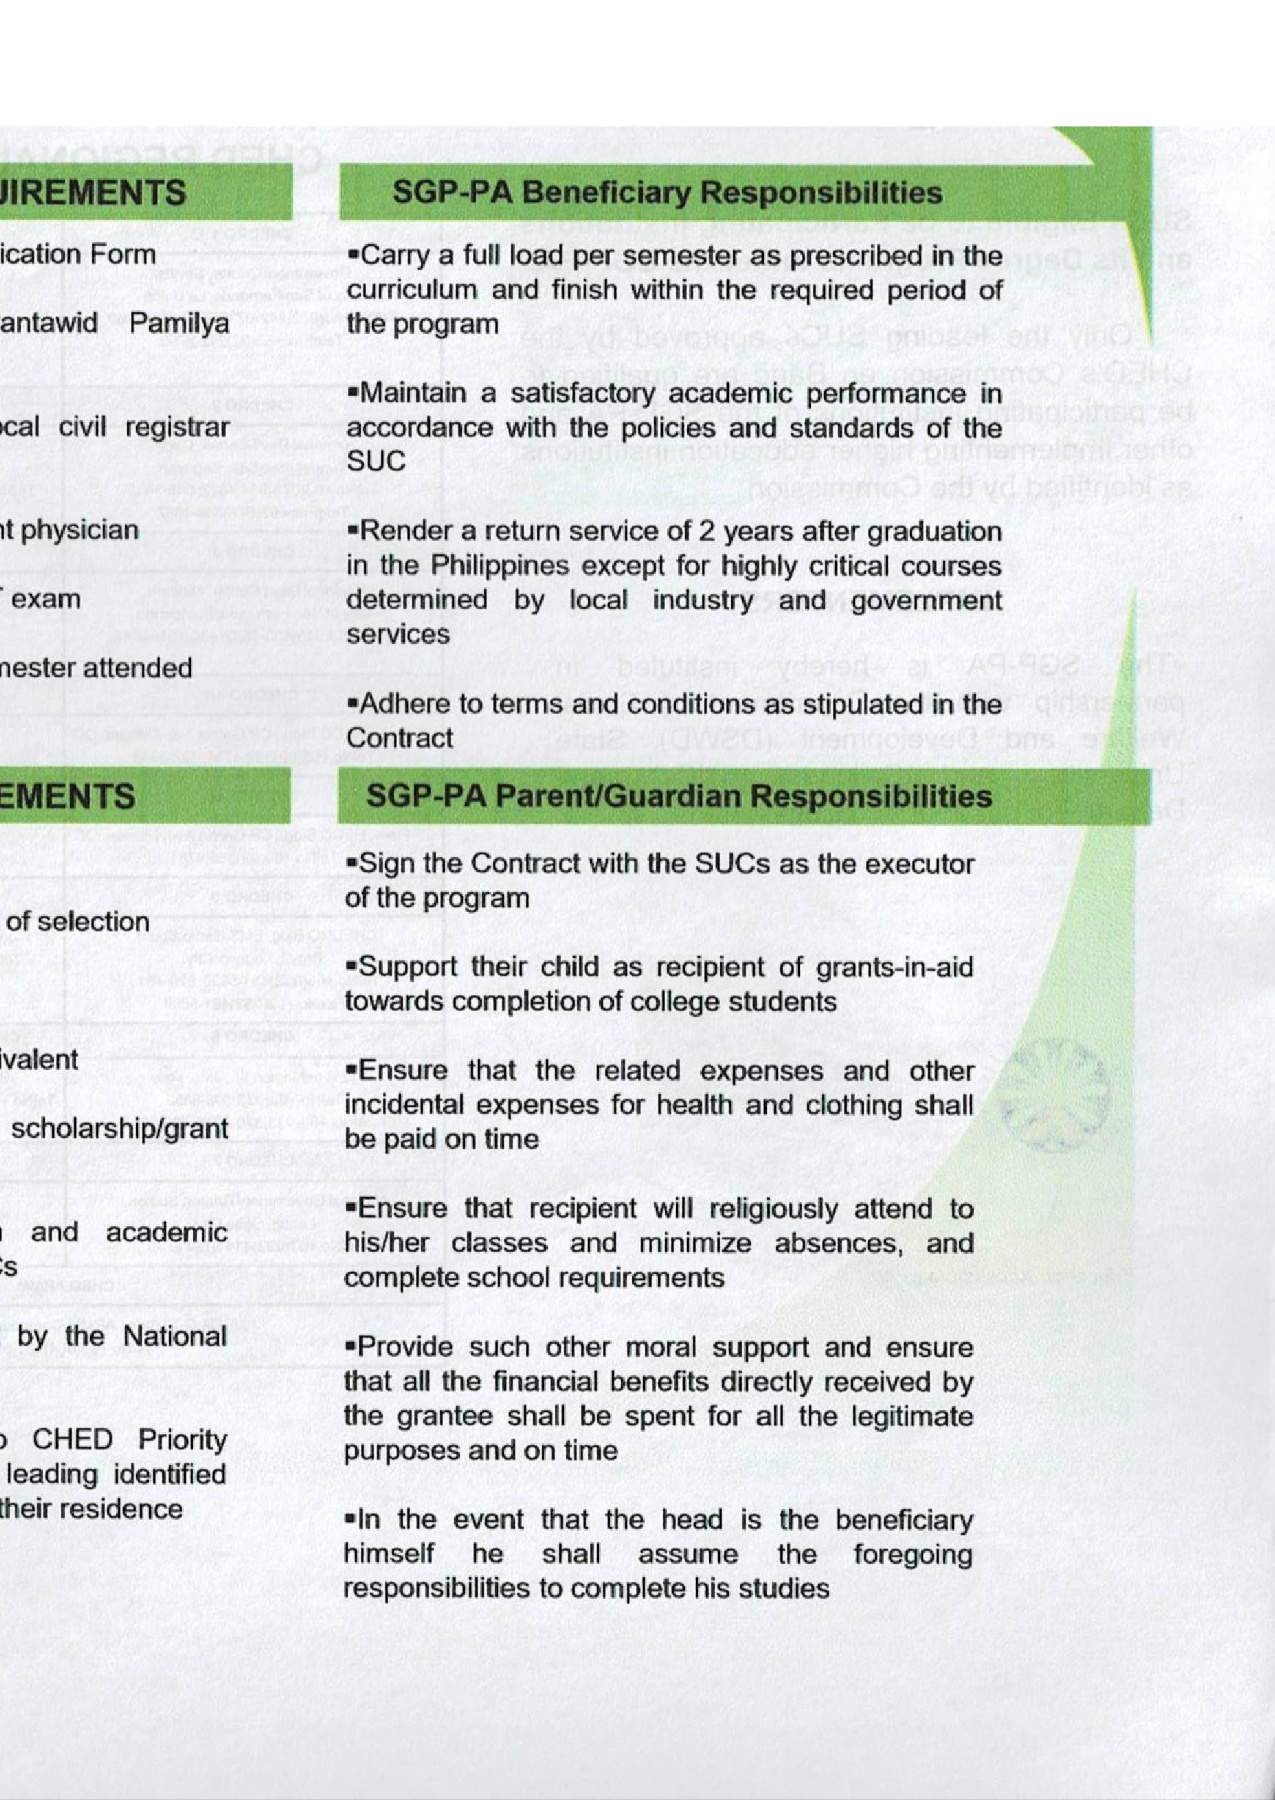 UIREMENTS
ication Form
antawid Pamilya
ocal civil registrar
nt physician
exam
mester attended
EMENTS
of selection
ivalent
scholarship/grant
and academic
Cs
by the National
o CHED Priority
leading identified
their residence
SGP-PA Beneficiary Responsibilities
▪Carry a full load per semester as prescribed in the
curriculum and finish within the required period of
the program
▪Maintain a satisfactory academic performance in
accordance with the policies and standards of the
SUC
▪Render a return service of 2 years after graduation
in the Philippines except for highly critical courses
determined by local industry and government
services
▪Adhere to terms and conditions as stipulated in the
Contract
SGP-PA Parent/Guardian Responsibilities
▪Sign the Contract with the SUCs as the executor
of the program
▪Support their child as recipient of grants-in-aid
towards completion of college students
▪Ensure that the related expenses and other
incidental expenses for health and clothing shall
be paid on time
▪Ensure that recipient will religiously attend to
his/her classes and minimize absences, and
complete school requirements
▪Provide such other moral support and ensure
that all the financial benefits directly received by
the grantee shall be spent for all the legitimate
purposes and on time
▪In the event that the head is the beneficiary
himself he shall assume the foregoing
responsibilities to complete his studies